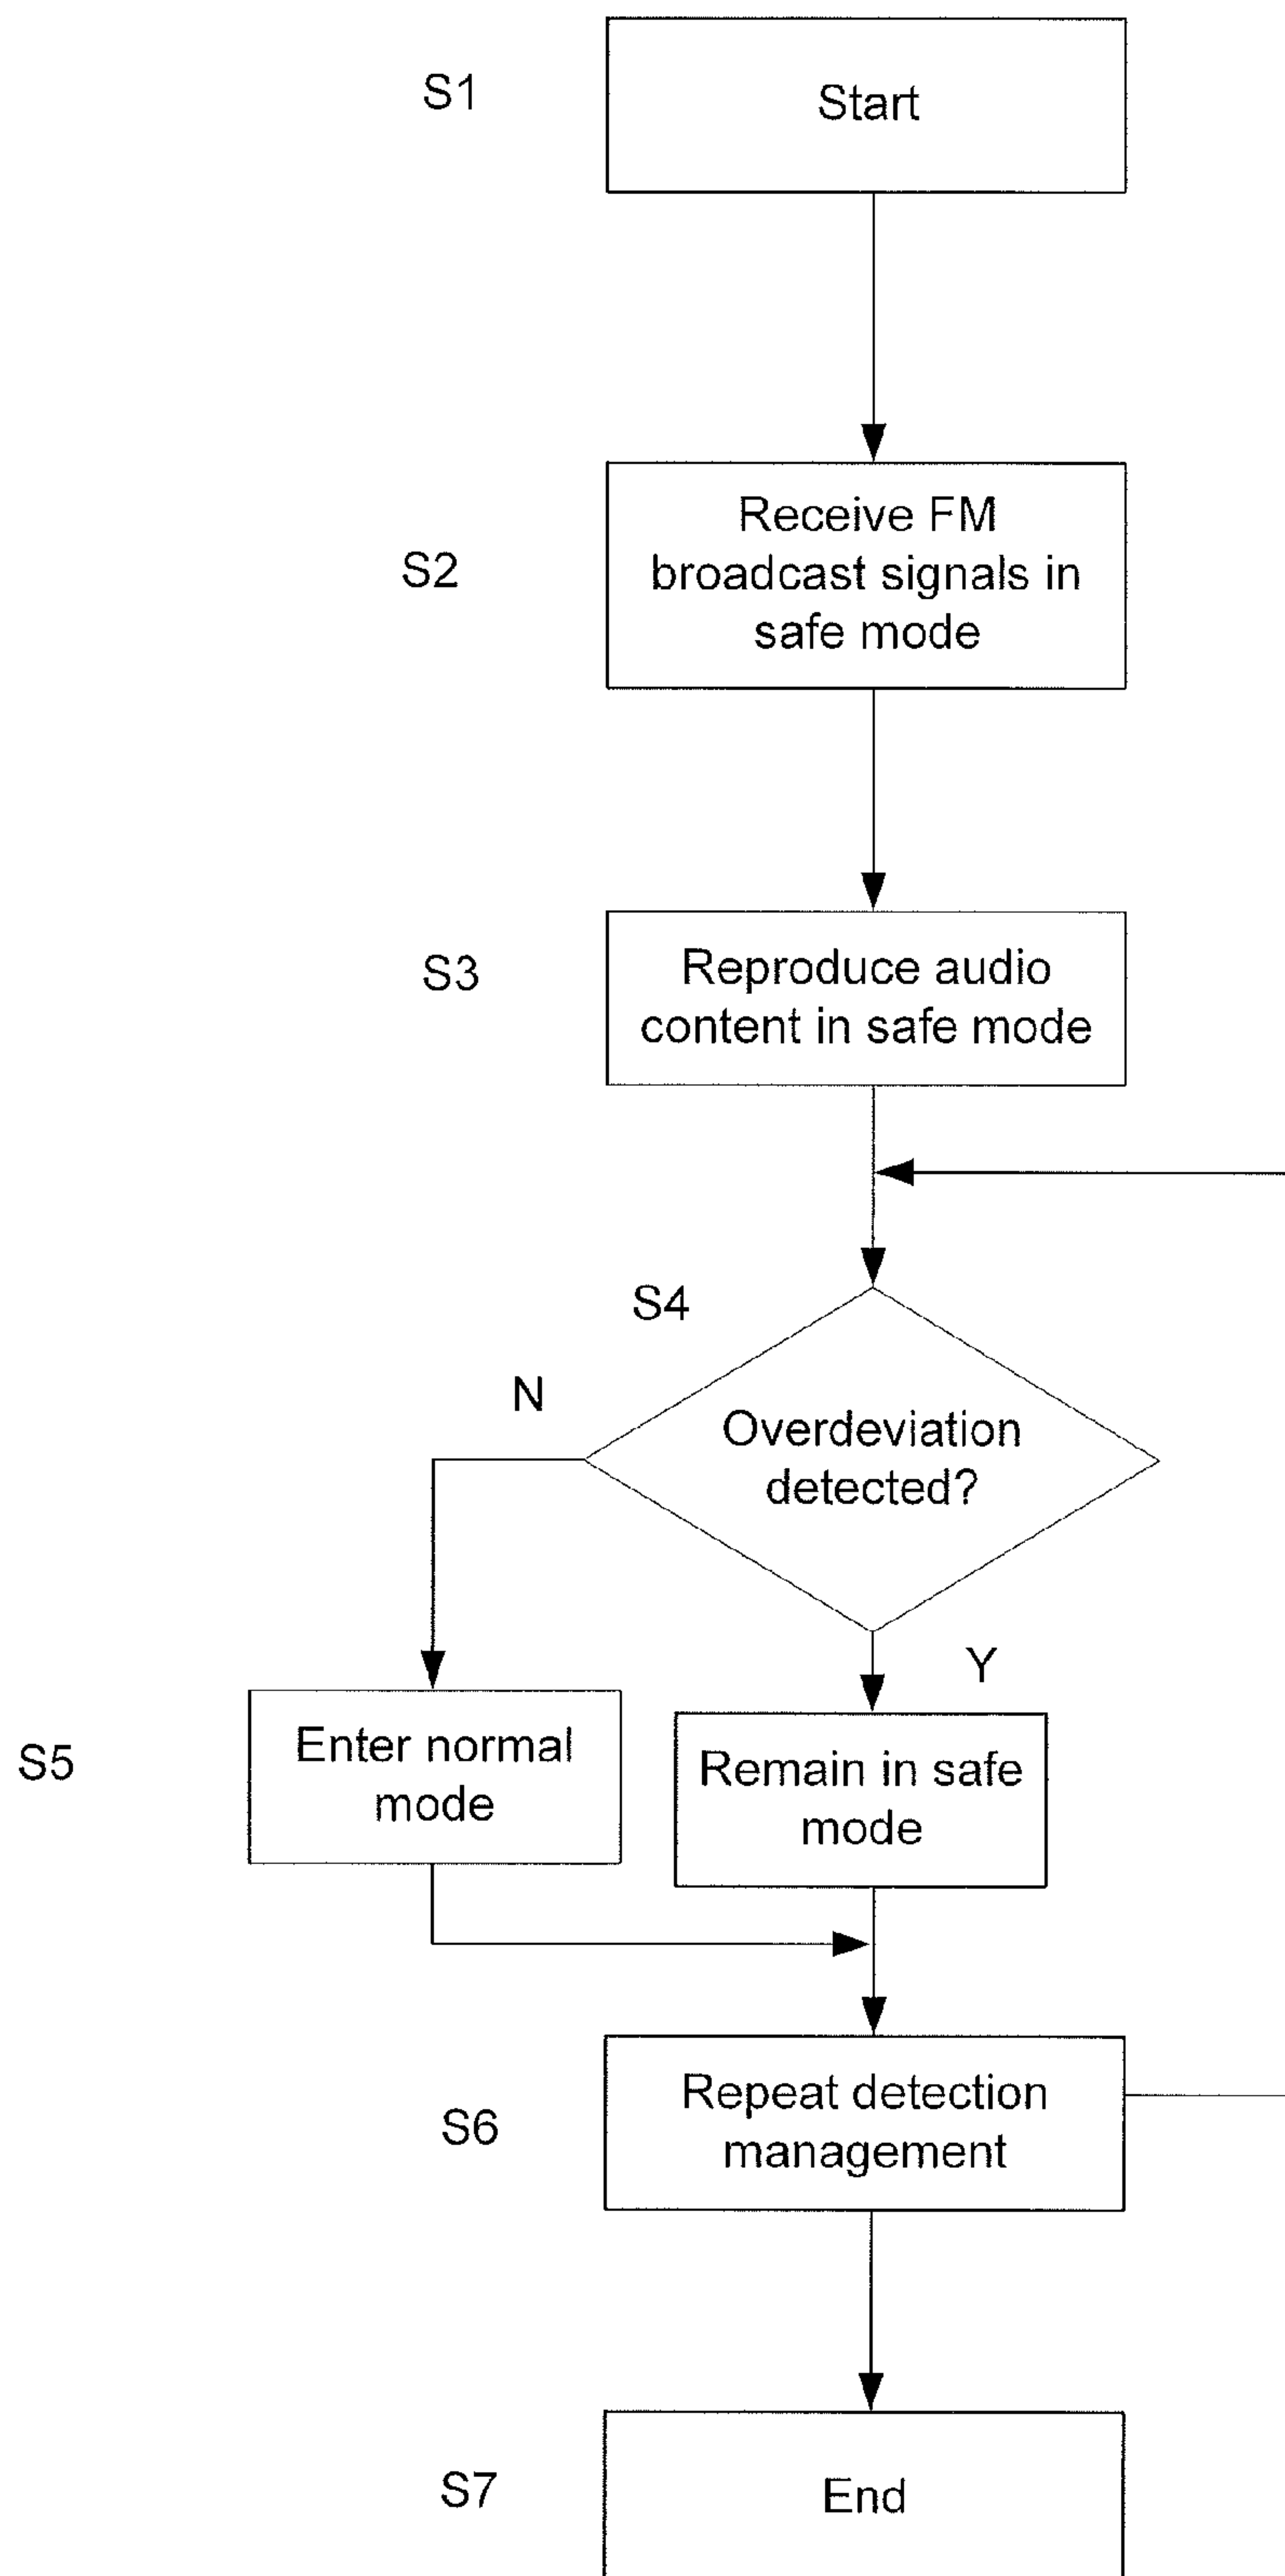 S1
Start
S2
Receive FM
broadcast signals in
safe mode
S3
Reproduce audio
content in safe mode
S4
N
Overdeviation
detected?
Y
S5
Enter normal
mode
Remain in safe
mode
S6
Repeat detection
management
S7
End